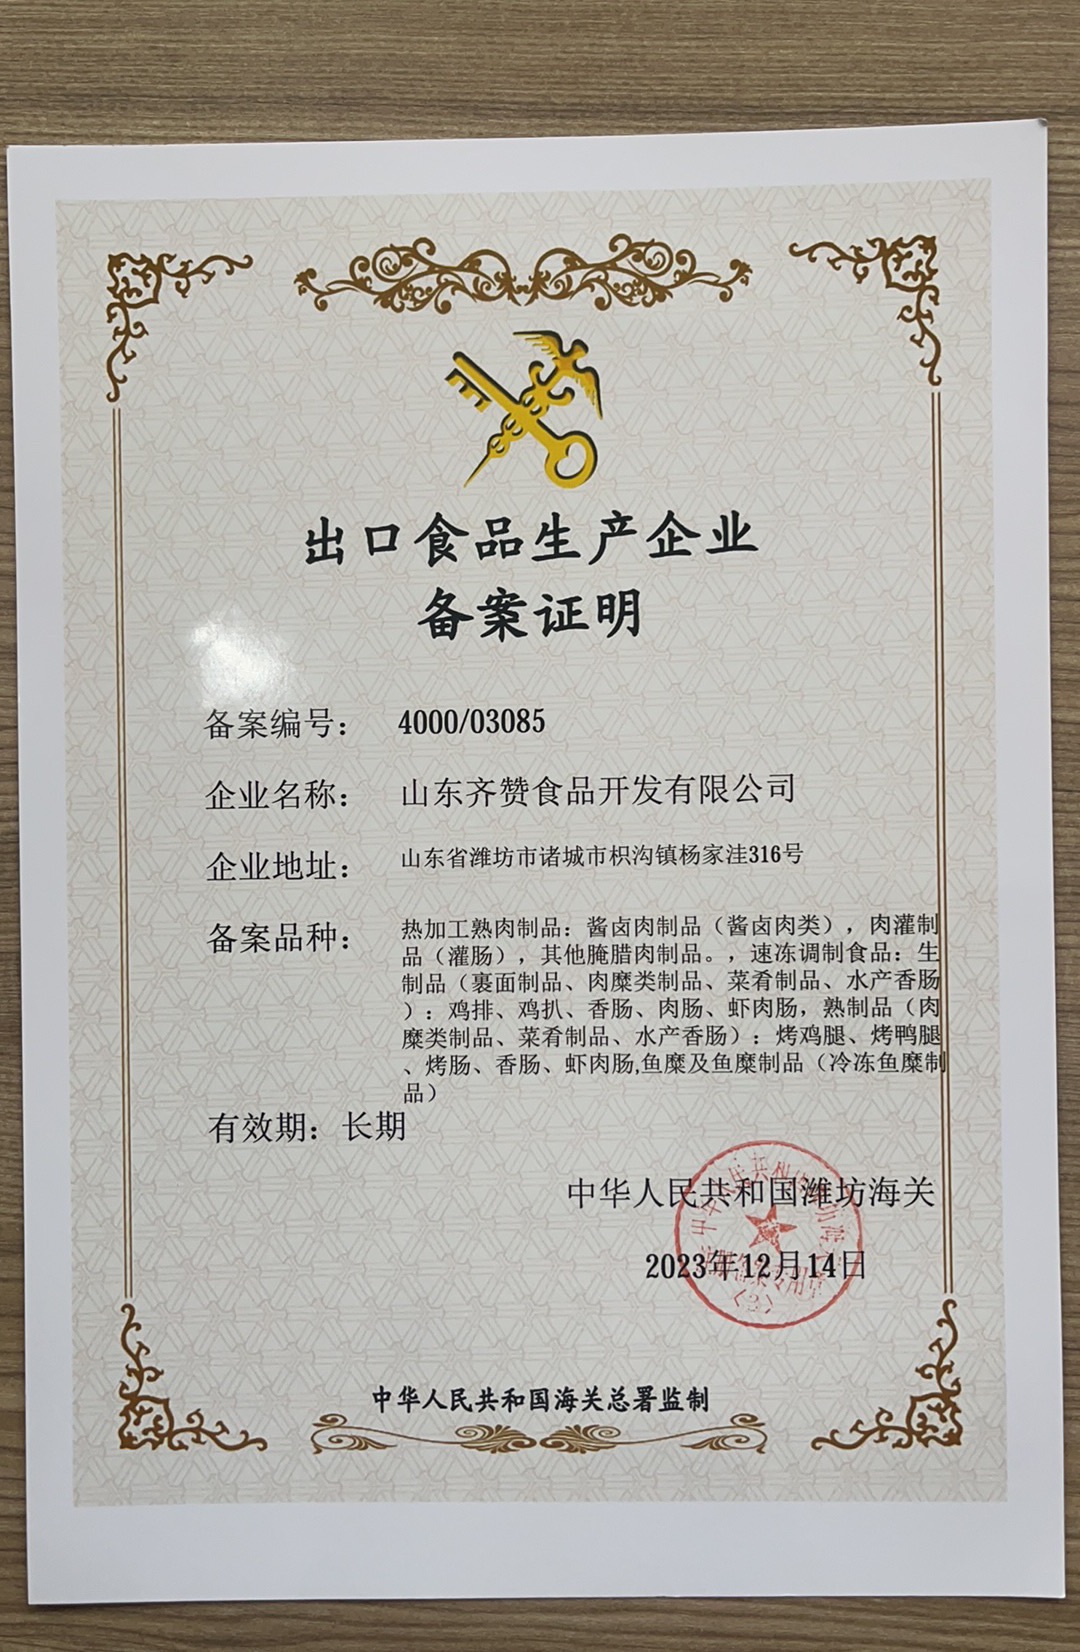 出口食品生产企业
备案证明
备案编号： 4000/03085
企业名称： 山东齐赞食品开发有限公司
企业地址： 山东省潍坊市诸城市枳沟镇杨家洼316号
备案品种： 热加工熟肉制品：酱卤肉制品（酱卤肉类），肉灌制
品（灌肠），其他腌腊肉制品。，速冻调制食品：生
制品（裹面制品、肉糜类制品、菜肴制品、水产香肠
）：鸡排、鸡扒、香肠、肉肠、虾肉肠，熟制品（肉
糜类制品、菜肴制品、水产香肠）：烤鸡腿、烤鸭腿
、烤肠、香肠、虾肉肠,鱼糜及鱼糜制品（冷冻鱼糜制
品）
有效期：长期
中华人民共和国潍坊海关
2023年12月14日
中华人民共和国海关总署监制